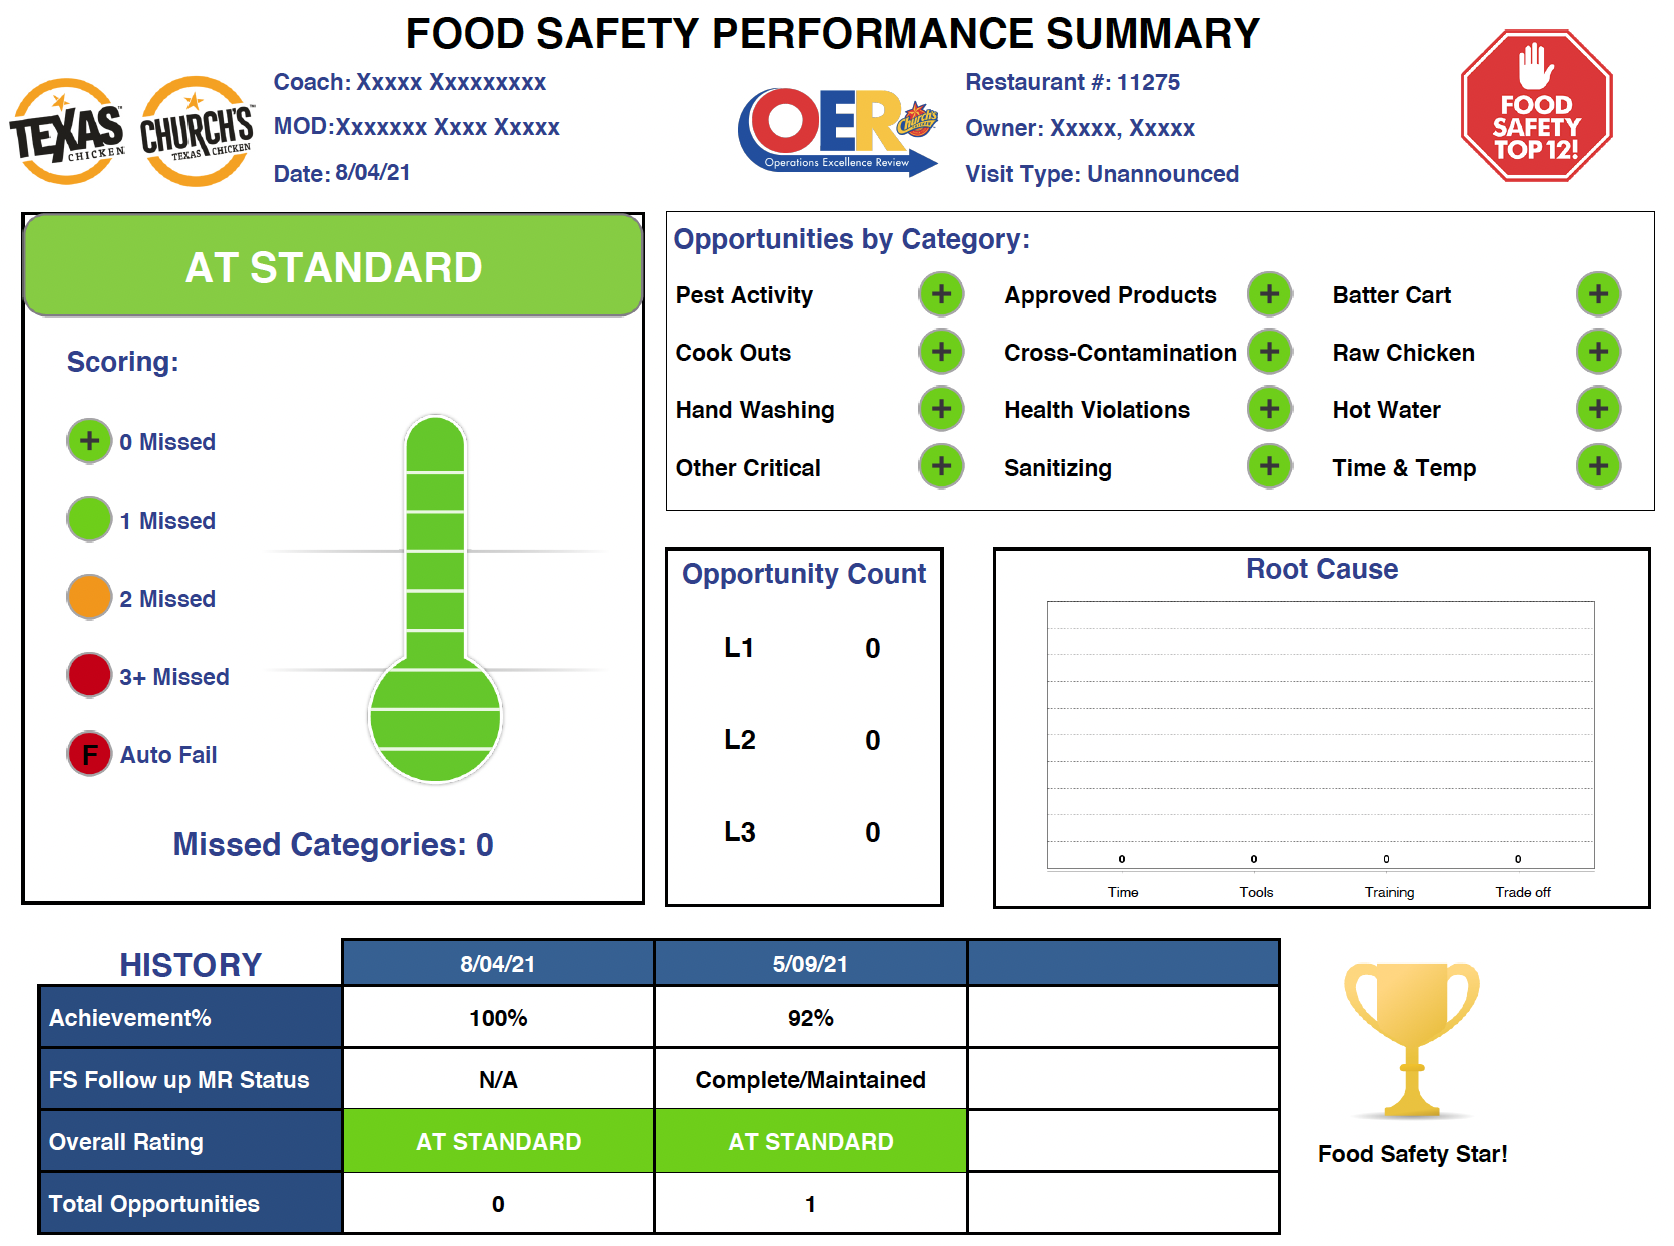 FOOD SAFETY PERFORMANCE SUMMARY
TEXAS™
CHICKEN
CHURCH'S™
TEXAS CHICKEN
Coach: Xxxxx Xxxxxxxxx
MOD:Xxxxxxx Xxxx Xxxxx
Date: 8/04/21
OER
Church's
Operations Excellence Review
Restaurant #: 11275
Owner: Xxxxx, Xxxxx
Visit Type: Unannounced
FOOD
SAFETY
TOP 12!
AT STANDARD
Scoring:
+ 0 Missed
1 Missed
2 Missed
3+ Missed
F Auto Fail
Missed Categories: 0
Opportunities by Category:
Pest Activity + Approved Products + Batter Cart +
Cook Outs + Cross-Contamination + Raw Chicken +
Hand Washing + Health Violations + Hot Water +
Other Critical + Sanitizing + Time & Temp +
Opportunity Count
L1 0
L2 0
L3 0
Root Cause
0 0 0 0
Time Tools Training Trade off
HISTORY 8/04/21 5/09/21
Achievement% 100% 92%
FS Follow up MR Status N/A Complete/Maintained
Overall Rating AT STANDARD AT STANDARD
Total Opportunities 0 1
Food Safety Star!